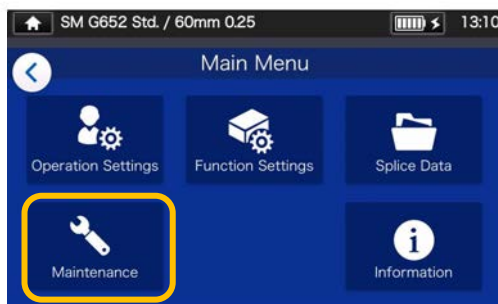 SM G652 Std. / 60mm 0.25 13:10
Main Menu
Operation Settings Function Settings Splice Data
Maintenance Information